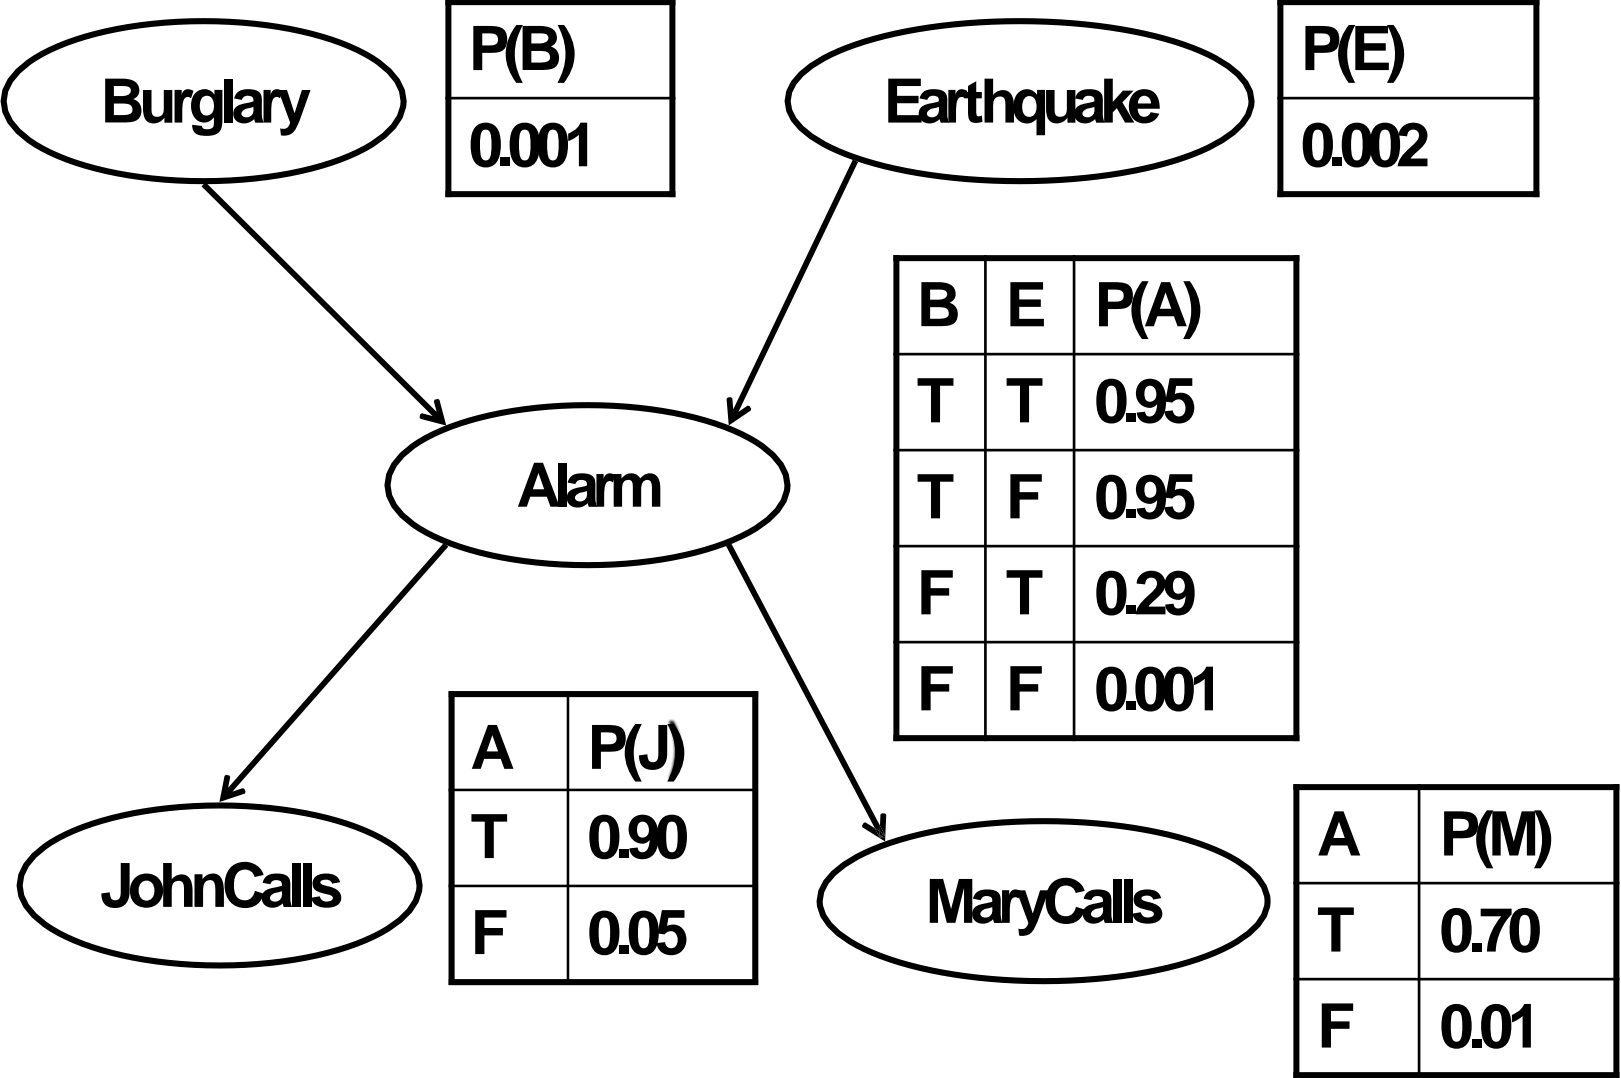 Burglary
P(B)
0.001
Earthquake
P(E)
0.002
B E P(A)
T T 0.95
T F 0.95
F T 0.29
F F 0.001
Alarm
A P(J)
T 0.90
F 0.05
JohnCalls
MaryCalls
A P(M)
T 0.70
F 0.01